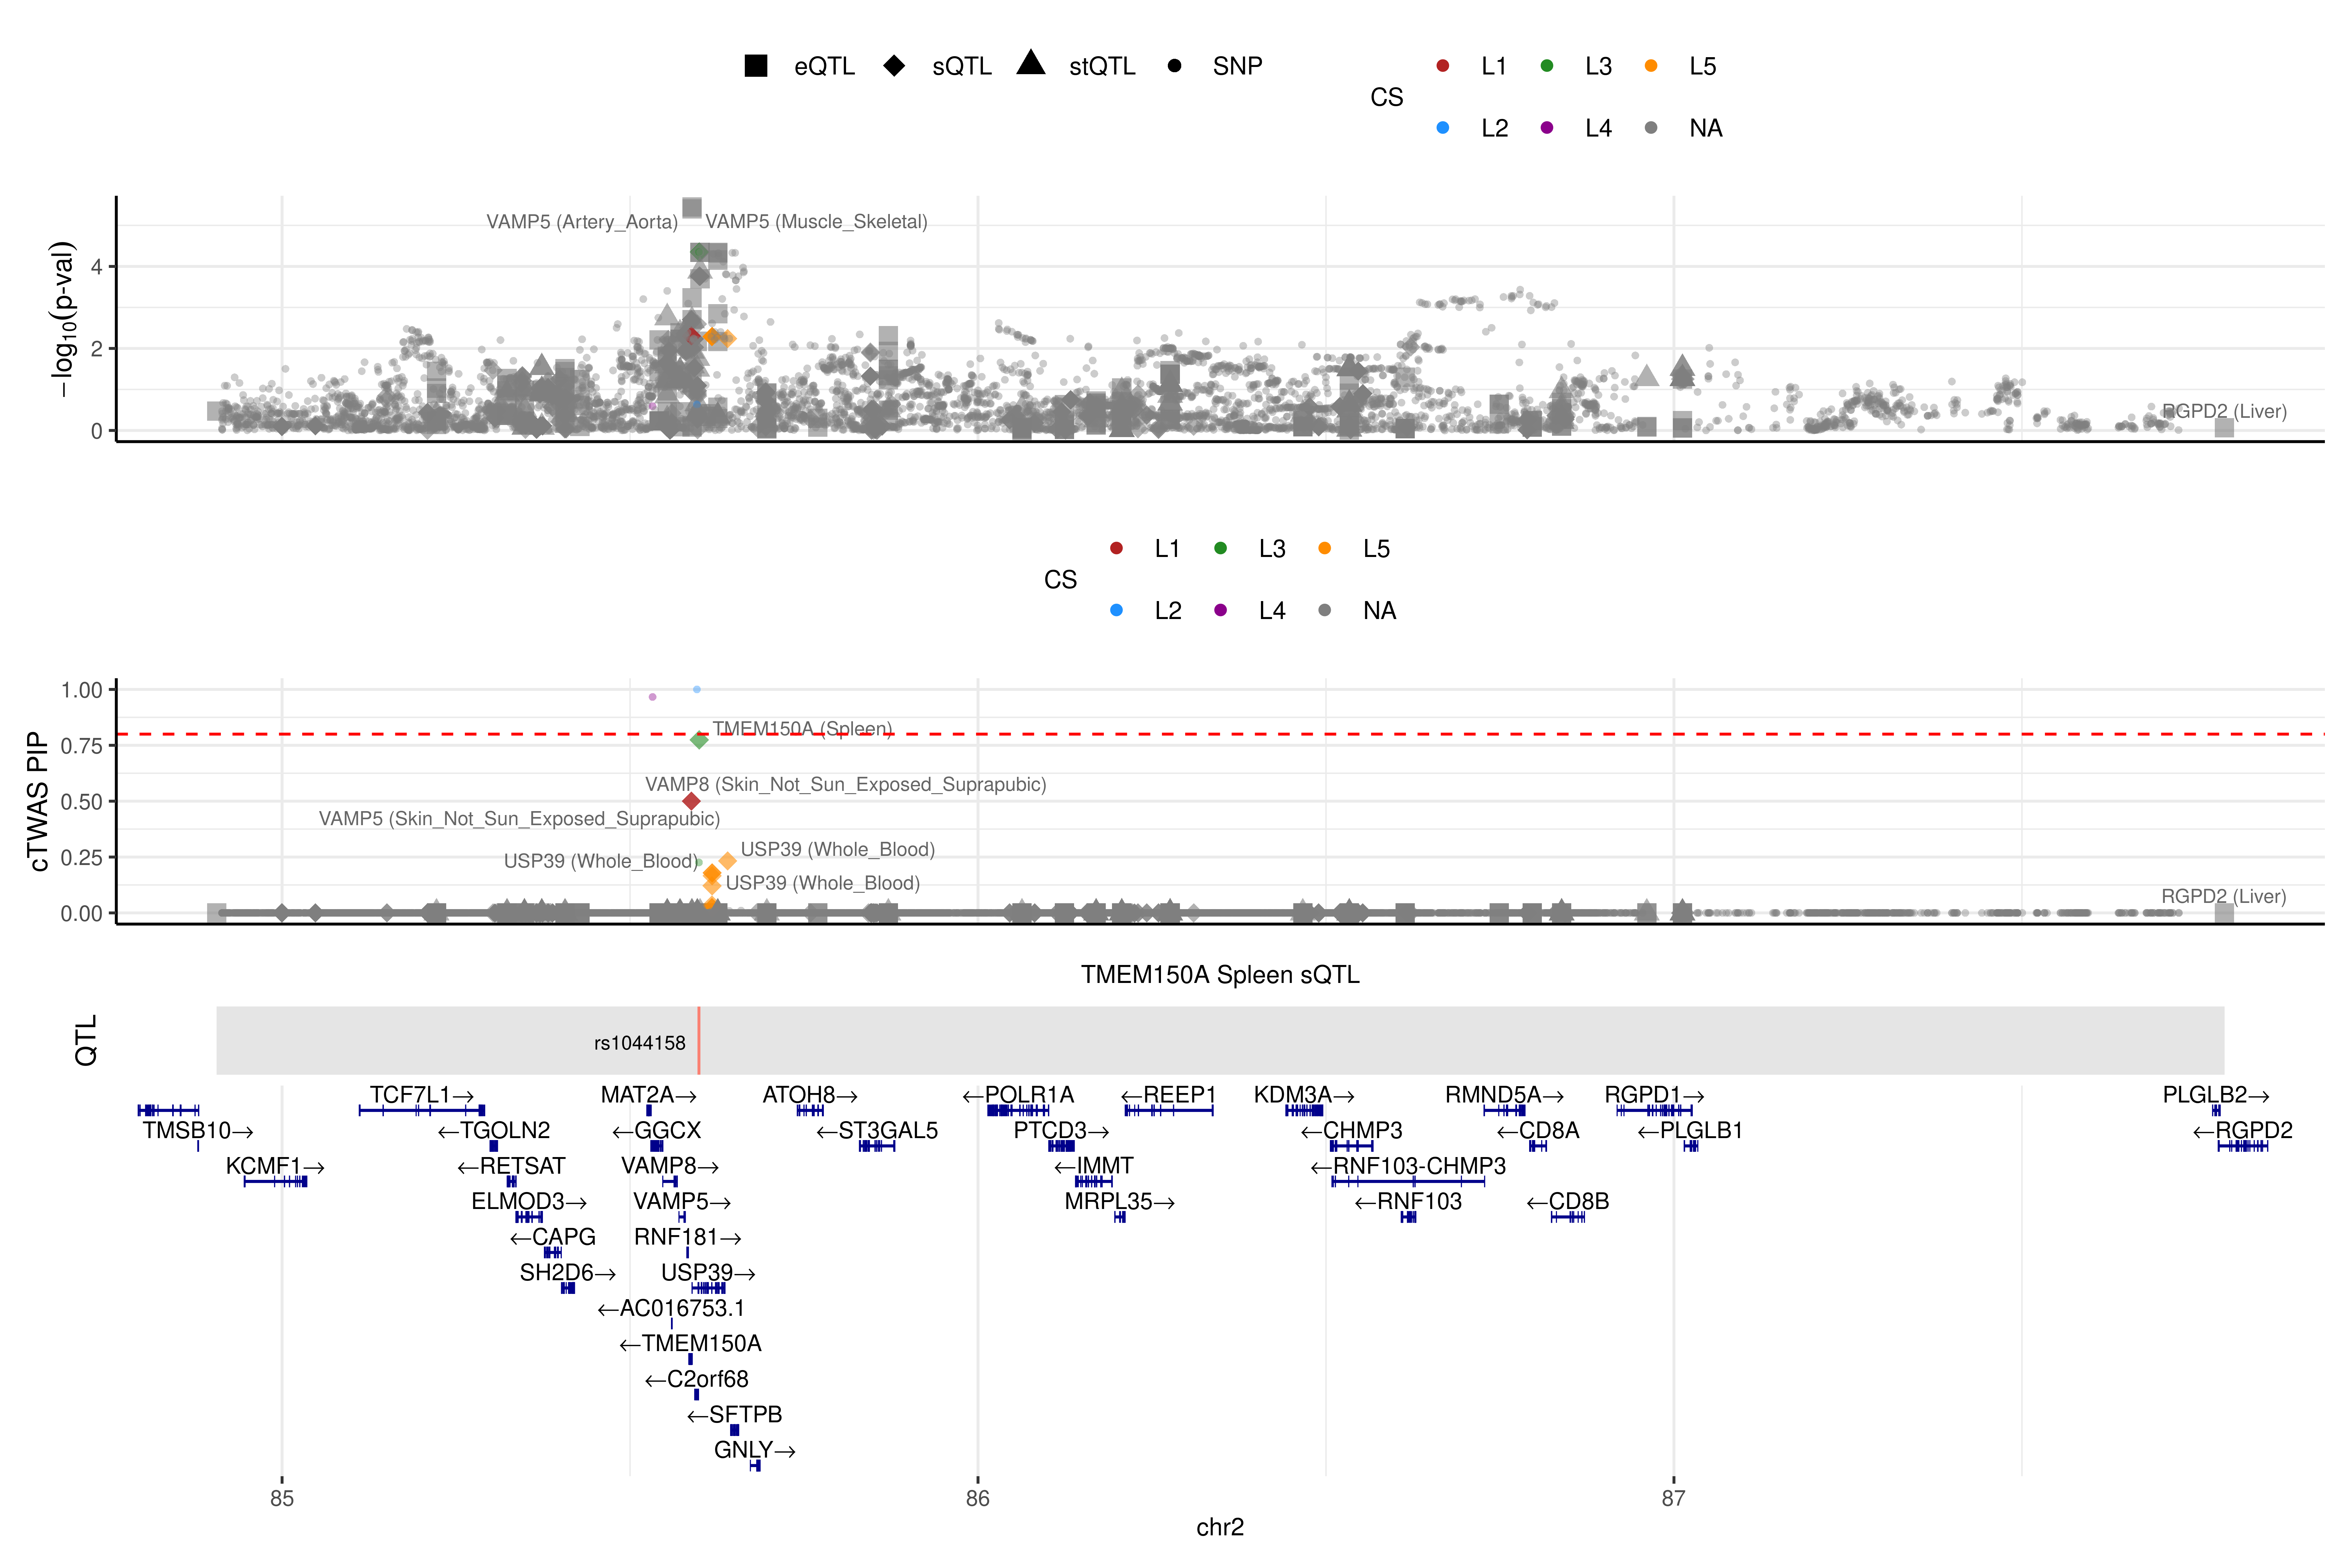 eQTL sQTL stQTL SNP
CS
L1 L3 L5
L2 L4 NA
−log10(p-val)
4
2
0
VAMP5 (Artery_Aorta) VAMP5 (Muscle_Skeletal)
RGPD2 (Liver)
CS
L1 L3 L5
L2 L4 NA
cTWAS PIP
1.00
0.75
0.50
0.25
0.00
TMEM150A (Spleen)
VAMP8 (Skin_Not_Sun_Exposed_Suprapubic)
VAMP5 (Skin_Not_Sun_Exposed_Suprapubic)
USP39 (Whole_Blood)
USP39 (Whole_Blood)
USP39 (Whole_Blood)
RGPD2 (Liver)
TMEM150A Spleen sQTL
QTL
rs1044158
TCF7L1→ MAT2A→ ATOH8→ ←POLR1A ←REEP1 KDM3A→ RMND5A→ RGPD1→ PLGLB2→
TMSB10→ ←TGOLN2 ←GGCX ←ST3GAL5 PTCD3→ ←CHMP3 ←CD8A ←PLGLB1 ←RGPD2
KCMF1→ ←RETSAT VAMP8→ ←IMMT ←RNF103-CHMP3
ELMOD3→ VAMP5→ MRPL35→ ←RNF103 ←CD8B
←CAPG RNF181→
SH2D6→ USP39→
←AC016753.1
←TMEM150A
←C2orf68
←SFTPB
GNLY→
85 86 87
chr2